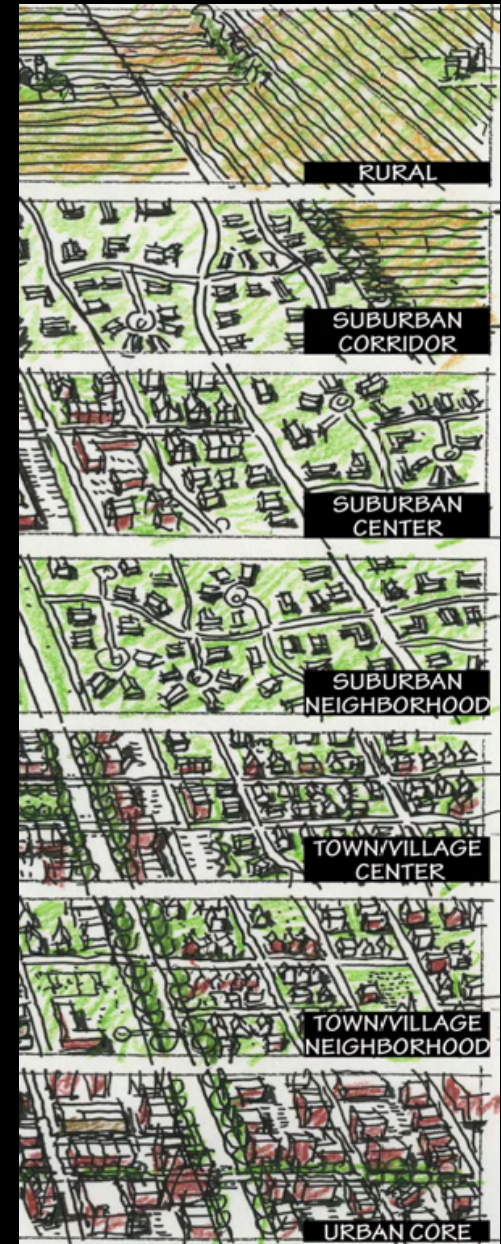 RURAL
SUBURBAN
CORRIDOR
SUBURBAN
CENTER
SUBURBAN
NEIGHBORHOOD
TOWN/VILLAGE
CENTER
TOWN/VILLAGE
NEIGHBORHOOD
URBAN CORE